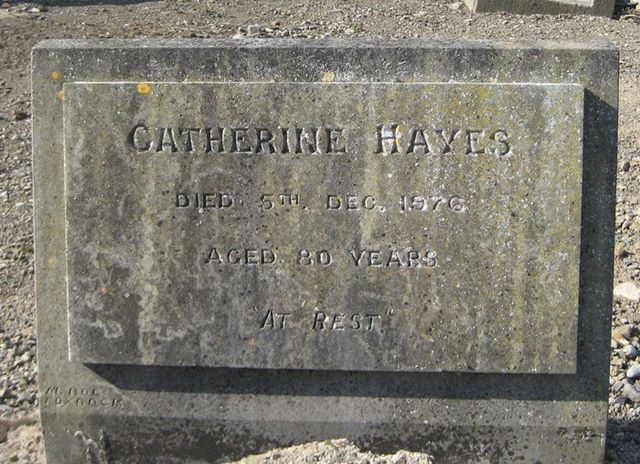 CATHERINE HAYES
DIED 5TH. DEC. 1976
AGED 80 YEARS
"AT REST"